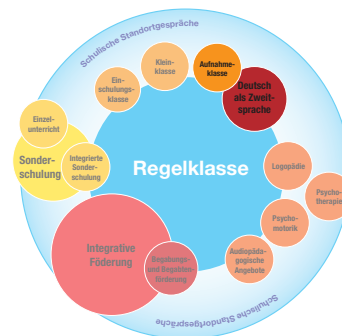 Schulische Standortgespräche
Klein-
klasse
Aufnahme-
klasse
Ein-
schulungs-
klasse
Deutsch
als Zweit-
sprache
Einzel-
unterricht
Sonder-
schulung
Integrierte
Sonder-
schulung
Regelklasse
Logopädie
Psycho-
therapie
Psycho-
motorik
Integrative
Föderung
Begabungs-
und Begabten-
förderung
Audiopäda-
gogische
Angebote
Schulische Standortgespräche